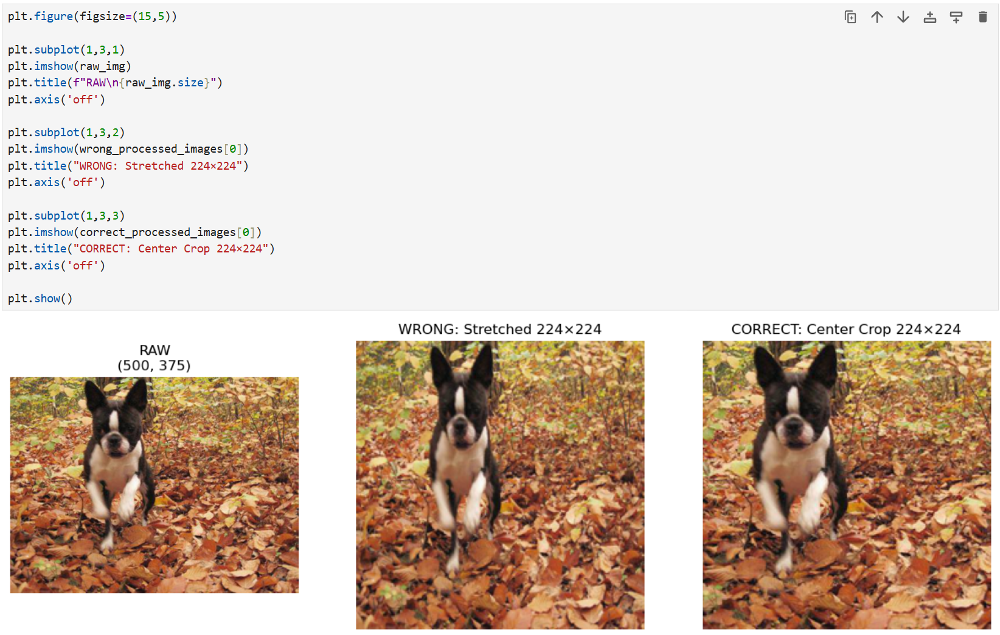 plt.figure(figsize=(15,5))
plt.subplot(1,3,1)
plt.imshow(raw_img)
plt.title(f"RAW\n{raw_img.size}")
plt.axis('off')
plt.subplot(1,3,2)
plt.imshow(wrong_processed_images[0])
plt.title("WRONG: Stretched 224×224")
plt.axis('off')
plt.subplot(1,3,3)
plt.imshow(correct_processed_images[0])
plt.title("CORRECT: Center Crop 224×224")
plt.axis('off')
plt.show()
RAW
(500, 375)
WRONG: Stretched 224×224
CORRECT: Center Crop 224×224